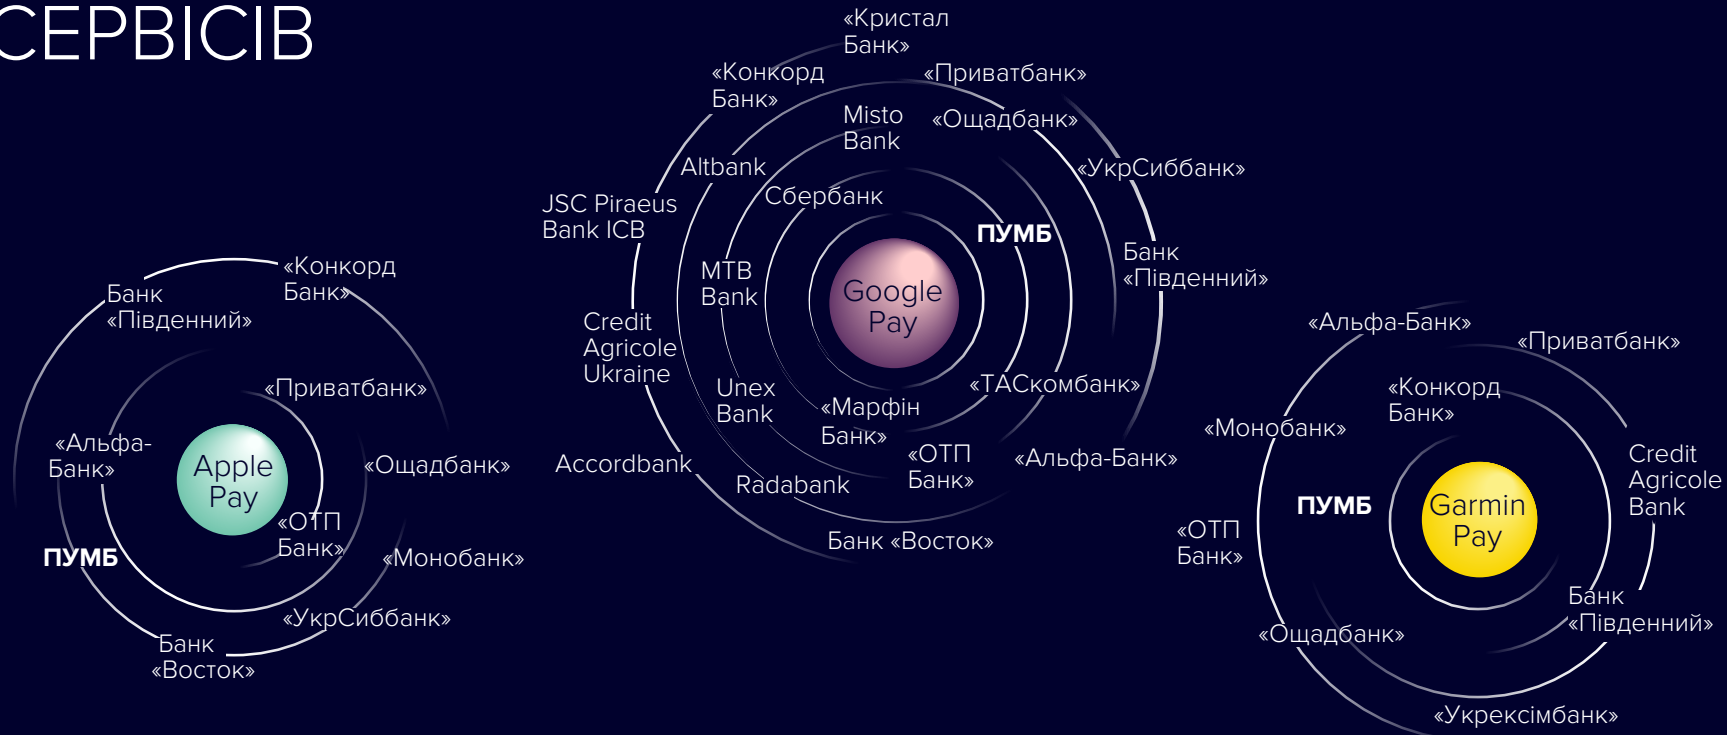 СЕРВІСІВ
«Конкорд
Банк»
Банк
«Південний»
«Приватбанк»
«Альфа-
Банк»
Apple
Pay
«Ощадбанк»
«ОТП
Банк»
ПУМБ
«Монобанк»
«УкрСиббанк»
Банк
«Восток»
«Кристал
Банк»
«Конкорд
Банк»
«Приватбанк»
Misto
Bank
«Ощадбанк»
Altbank
«УкрСиббанк»
Сбербанк
JSC Piraeus
Bank ICB
ПУМБ
Банк
«Південний»
MTB
Bank
Google
Pay
Credit
Agricole
Ukraine
Unex
Bank
«ТАСкомбанк»
«Марфін
Банк»
Accordbank
«ОТП
Банк»
«Альфа-Банк»
Radabank
Банк «Восток»
«Альфа-Банк»
«Приватбанк»
«Конкорд
Банк»
«Монобанк»
Credit
Agricole
Bank
ПУМБ
Garmin
Pay
«ОТП
Банк»
Банк
«Південний»
«Ощадбанк»
«Укрексімбанк»